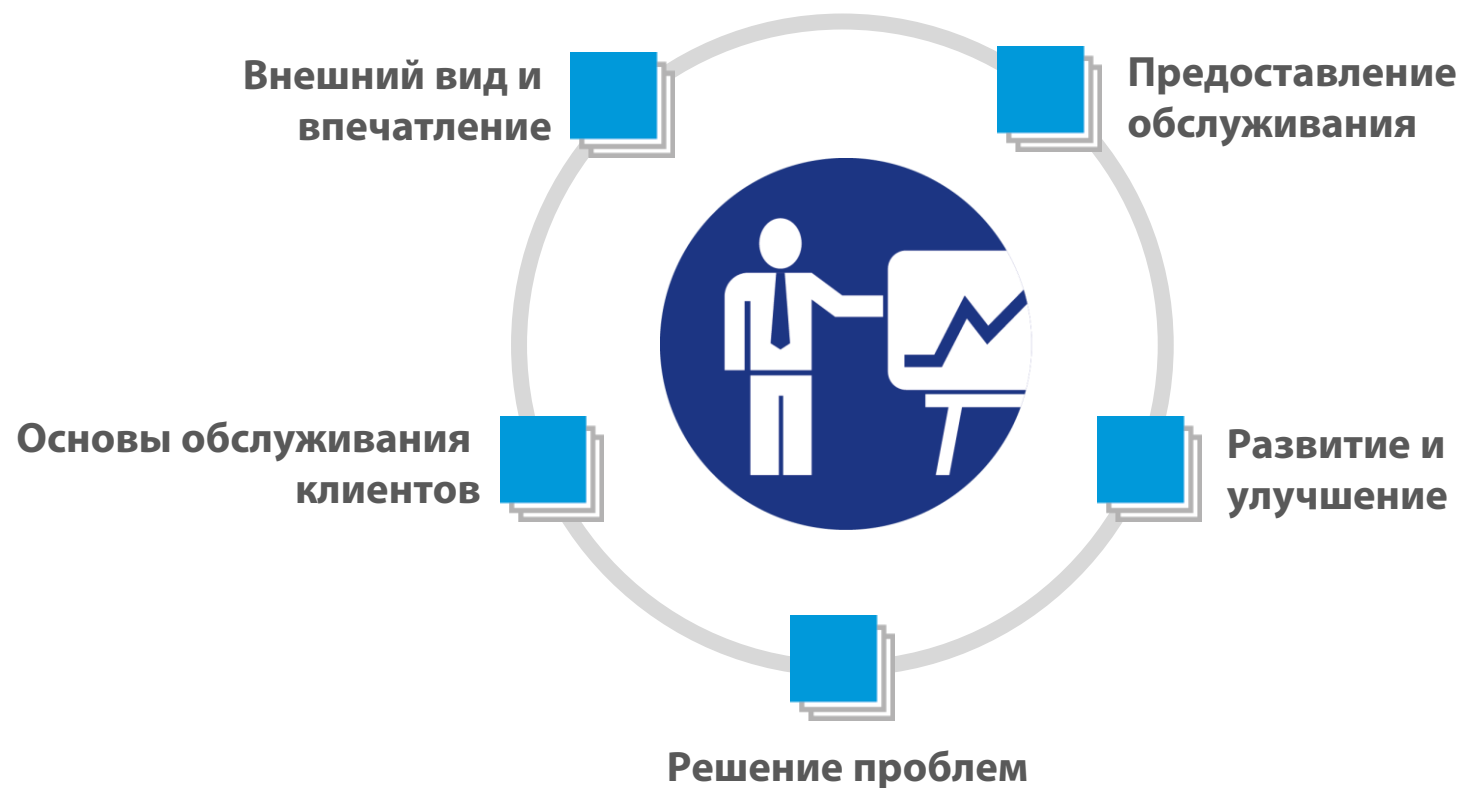 Внешний вид и
впечатление
Предоставление
обслуживания
Основы обслуживания
клиентов
Развитие и
улучшение
Решение проблем